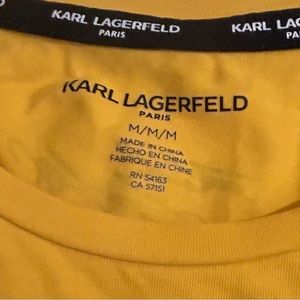 KARL LAGERFELD
PARIS
KARL LAGERFELD
PARIS
KARL LAGERFELD
PARIS
M/M/M
MADE IN CHINA
HECHO EN CHINA
FABRIQUÉ EN CHINE
RN 54163
CA 57151